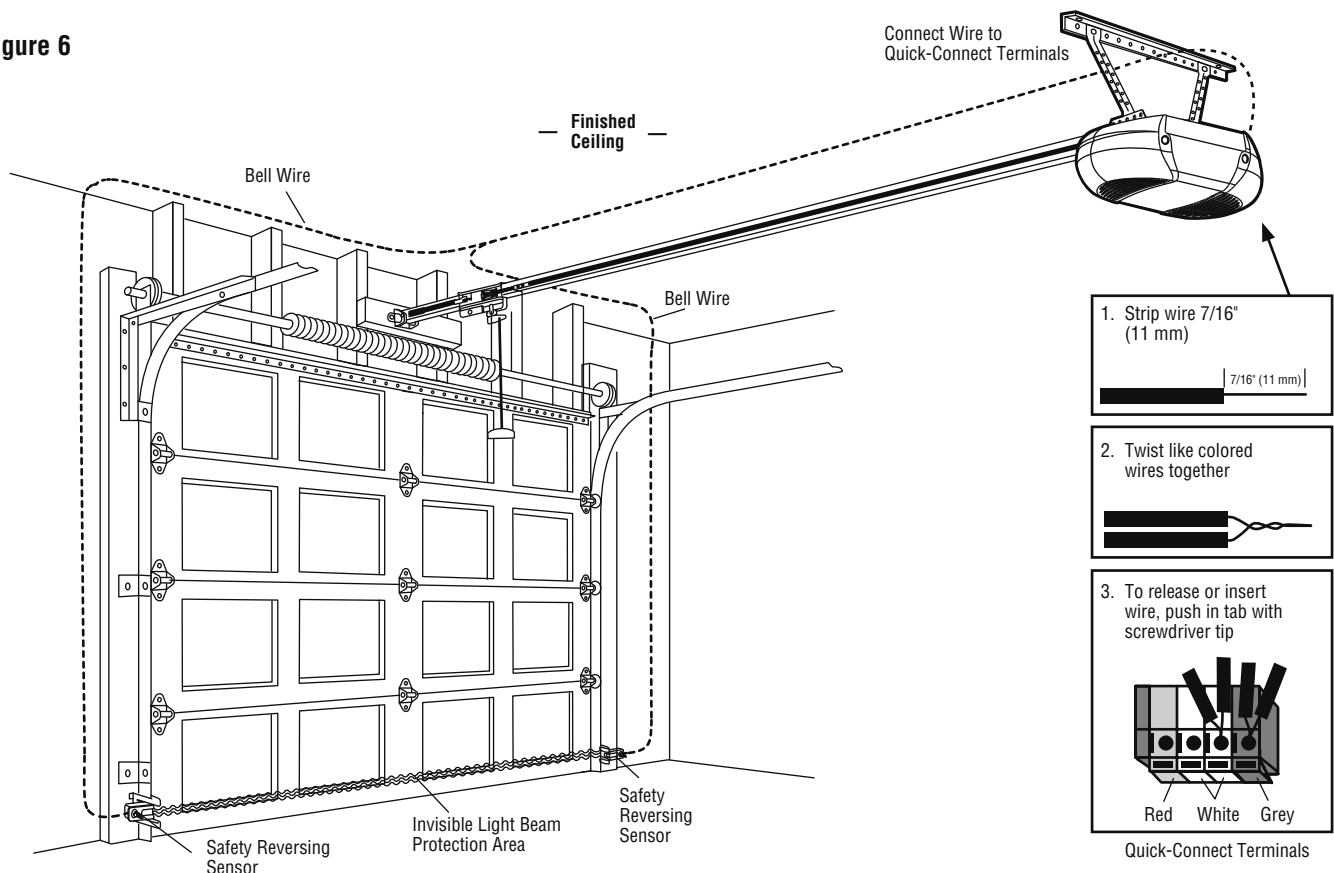 gure 6
Connect Wire to
Quick-Connect Terminals
— Finished —
Ceiling
Bell Wire
Bell Wire
1. Strip wire 7/16"
(11 mm)
7/16" (11 mm)
2. Twist like colored
wires together
3. To release or insert
wire, push in tab with
screwdriver tip
Red White Grey
Quick-Connect Terminals
Safety
Reversing
Sensor
Invisible Light Beam
Protection Area
Safety Reversing
Sensor